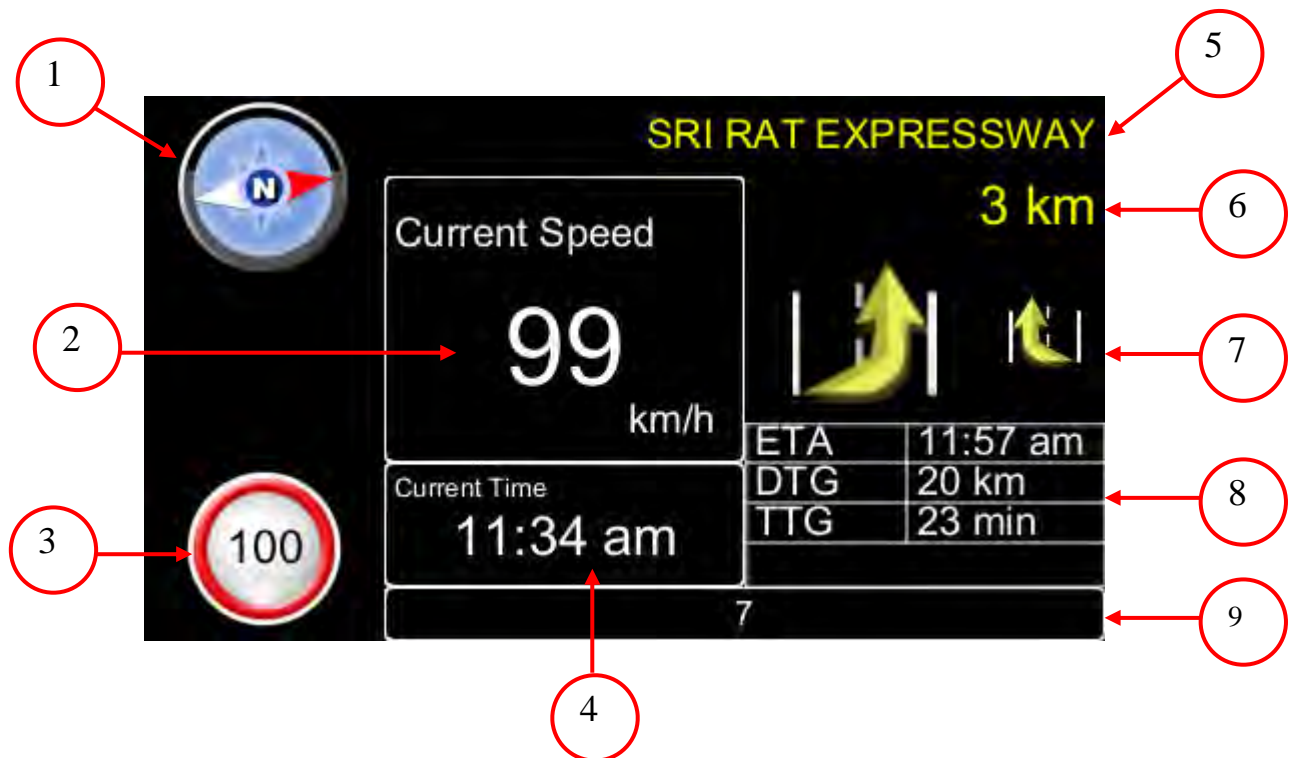 1
5
SRI RAT EXPRESSWAY
N
3 km
6
Current Speed
99
km/h
2
7
ETA 11:57 am
DTG 20 km
TTG 23 min
8
Current Time
11:34 am
3
100
7
9
4